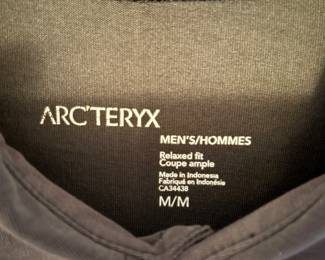 ARC'TERYX
MEN'S/HOMMES
Relaxed fit
Coupe ample
Made in Indonesia
Fabriqué en Indonésie
CA34438
M/M